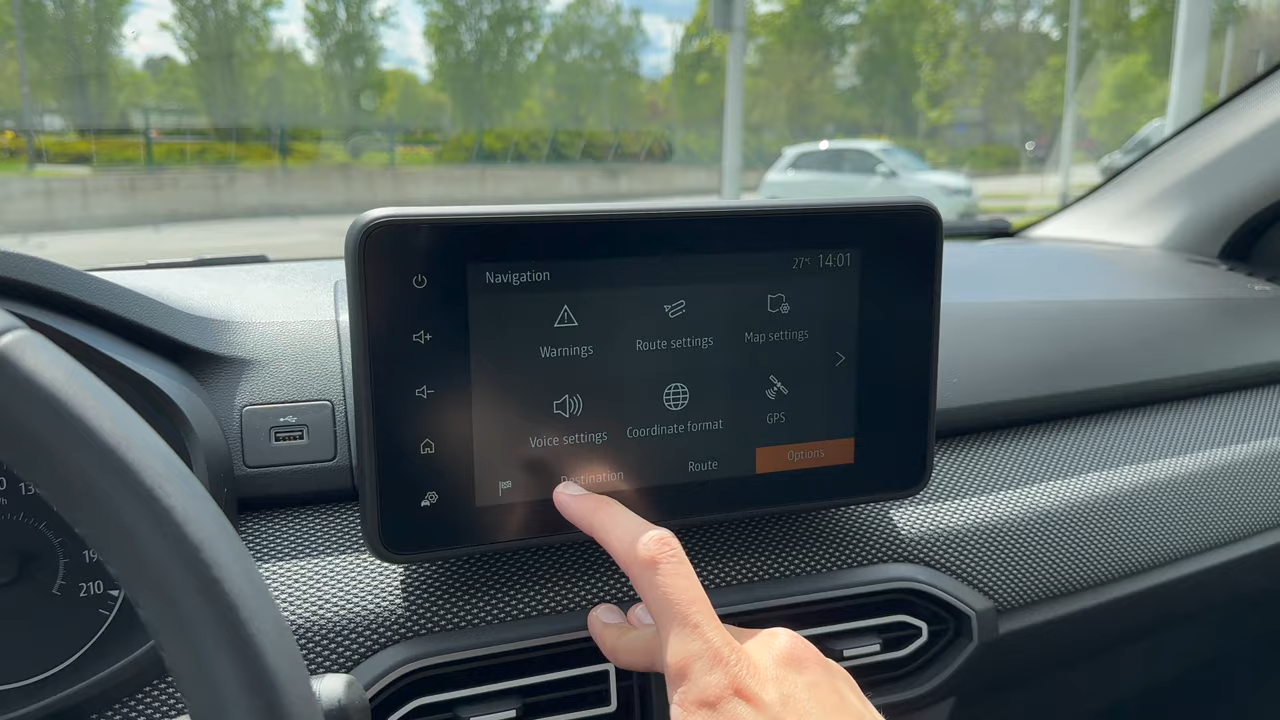 Navigation
27°C 14:01
Warnings
Route settings
Map settings
Voice settings
Coordinate format
GPS
Destination
Route
Options
210